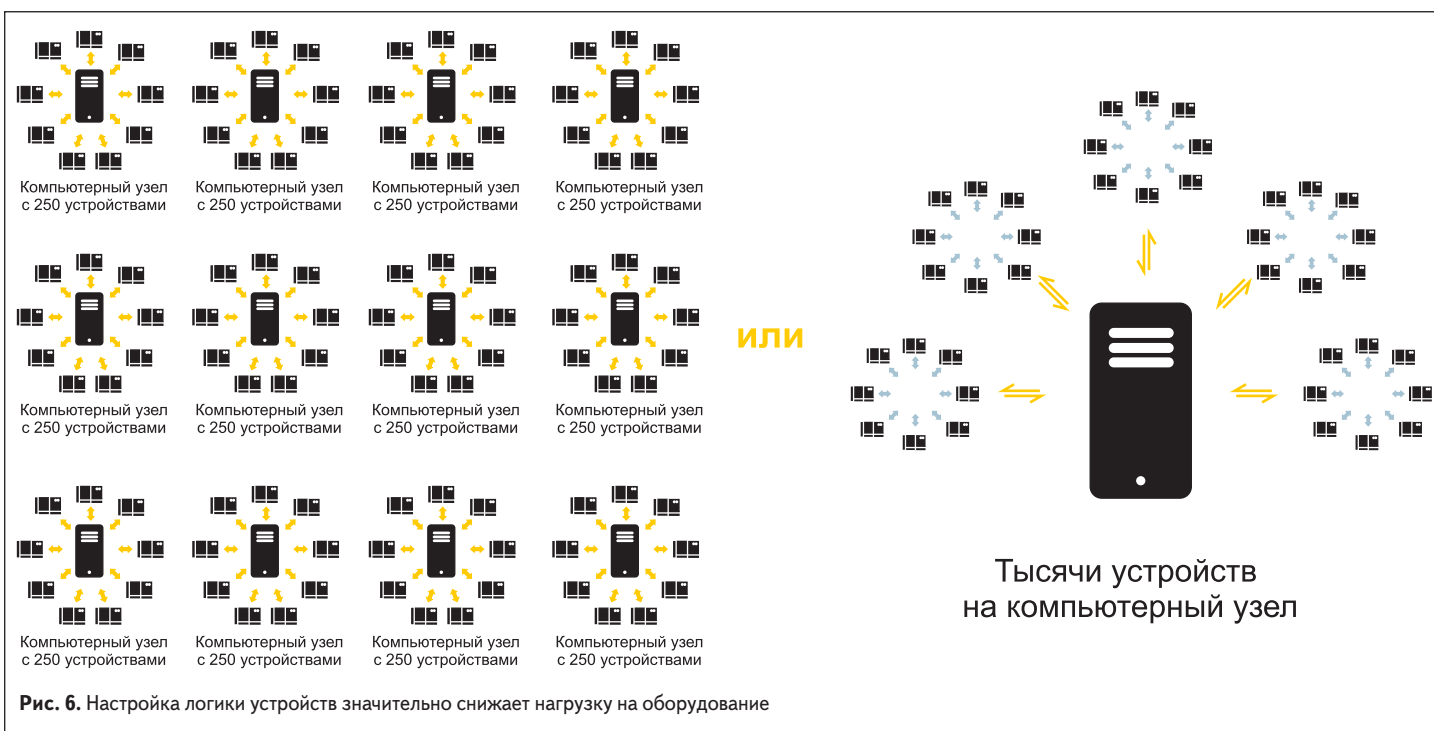 Компьютерный узел
с 250 устройствами
Компьютерный узел
с 250 устройствами
Компьютерный узел
с 250 устройствами
Компьютерный узел
с 250 устройствами
Компьютерный узел
с 250 устройствами
Компьютерный узел
с 250 устройствами
Компьютерный узел
с 250 устройствами
Компьютерный узел
с 250 устройствами
Компьютерный узел
с 250 устройствами
Компьютерный узел
с 250 устройствами
Компьютерный узел
с 250 устройствами
Компьютерный узел
с 250 устройствами
или
Тысячи устройств
на компьютерный узел
Рис. 6. Настройка логики устройств значительно снижает нагрузку на оборудование